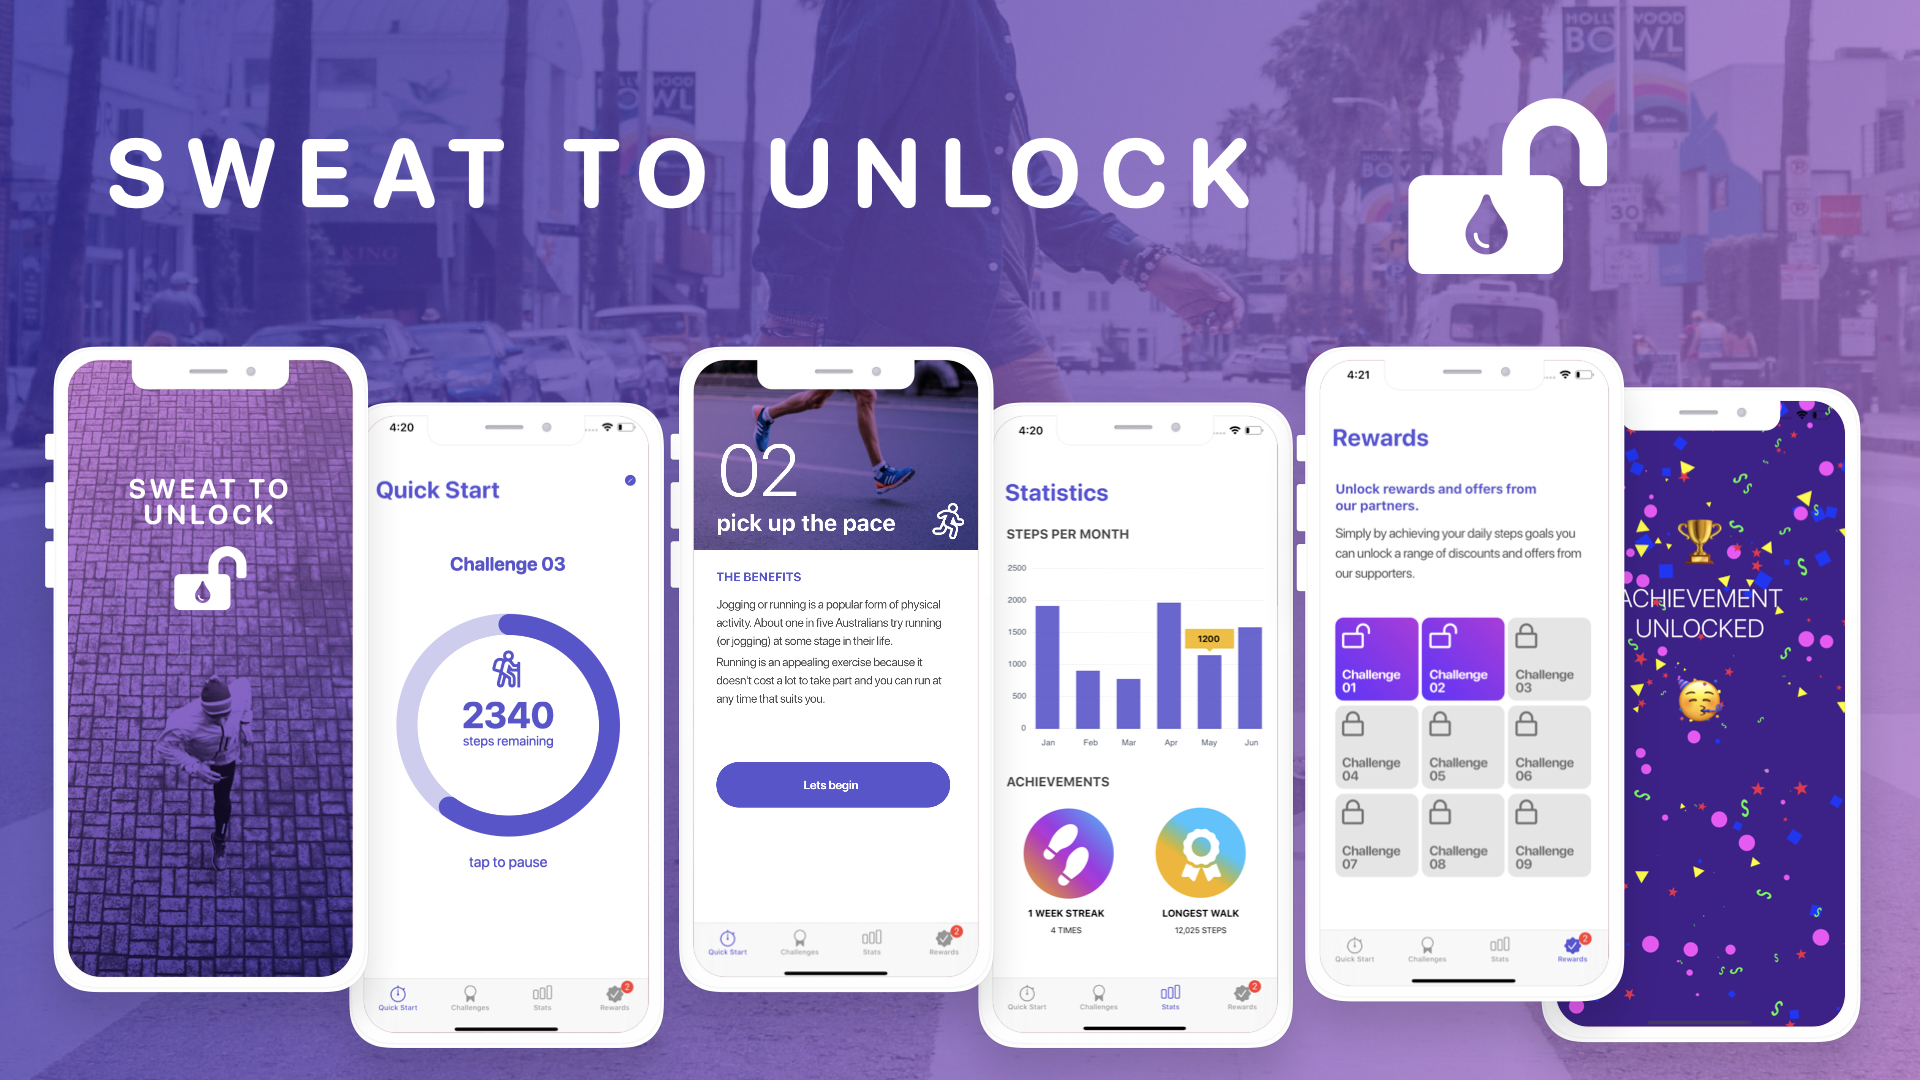 HOLLYWOOD
BOWL
SWEAT TO UNLOCK
30
SWEAT TO
UNLOCK
4:20
Quick Start
Challenge 03
2340
steps remaining
tap to pause
Quick Start
Challenges
Stats
Rewards
2
02
pick up the pace
THE BENEFITS
Jogging or running is a popular form of physical
activity. About one in five Australians try running
(or jogging) at some stage in their life.
Running is an appealing exercise because it
doesn't cost a lot to take part and you can run at
any time that suits you.
Lets begin
Quick Start
Challenges
Stats
Rewards
2
4:20
Statistics
STEPS PER MONTH
2500
2000
1500
1000
500
0
1200
Jan
Feb
Mar
Apr
May
Jun
ACHIEVEMENTS
1 WEEK STREAK
4 TIMES
LONGEST WALK
12,025 STEPS
Quick Start
Challenges
Stats
Rewards
2
4:21
Rewards
Unlock rewards and offers from
our partners.
Simply by achieving your daily steps goals you
can unlock a range of discounts and offers from
our supporters.
Challenge
01
Challenge
02
Challenge
03
Challenge
04
Challenge
05
Challenge
06
Challenge
07
Challenge
08
Challenge
09
Quick Start
Challenges
Stats
Rewards
2
ACHIEVEMENT
UNLOCKED